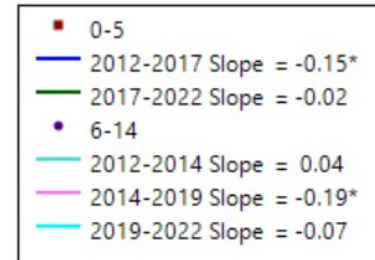 0-5
2012-2017 Slope = -0.15*
2017-2022 Slope = -0.02
6-14
2012-2014 Slope = 0.04
2014-2019 Slope = -0.19*
2019-2022 Slope = -0.07